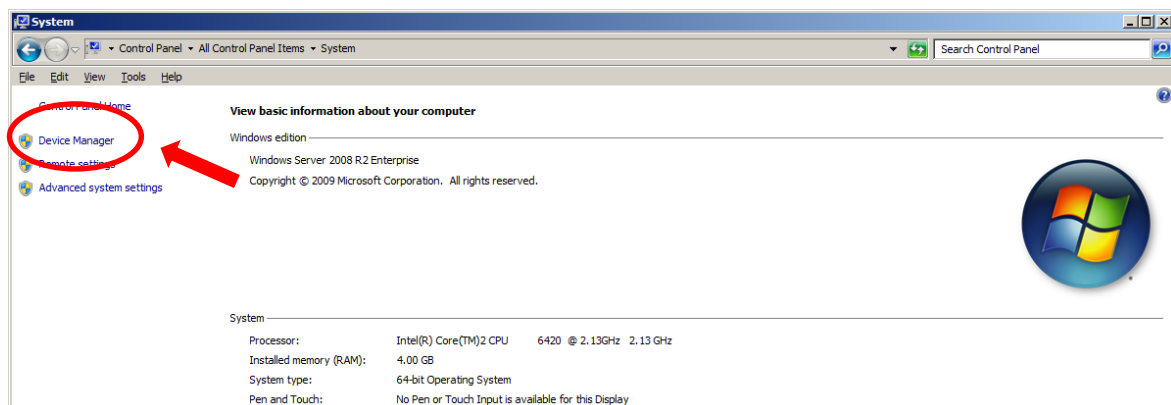 System
Control Panel ▾ All Control Panel Items ▾ System
Search Control Panel
File Edit View Tools Help
Control Panel Home
Device Manager
Remote settings
Advanced system settings
View basic information about your computer
Windows edition
Windows Server 2008 R2 Enterprise
Copyright © 2009 Microsoft Corporation. All rights reserved.
System
Processor: Intel(R) Core(TM)2 CPU 6420 @ 2.13GHz 2.13 GHz
Installed memory (RAM): 4.00 GB
System type: 64-bit Operating System
Pen and Touch: No Pen or Touch Input is available for this Display